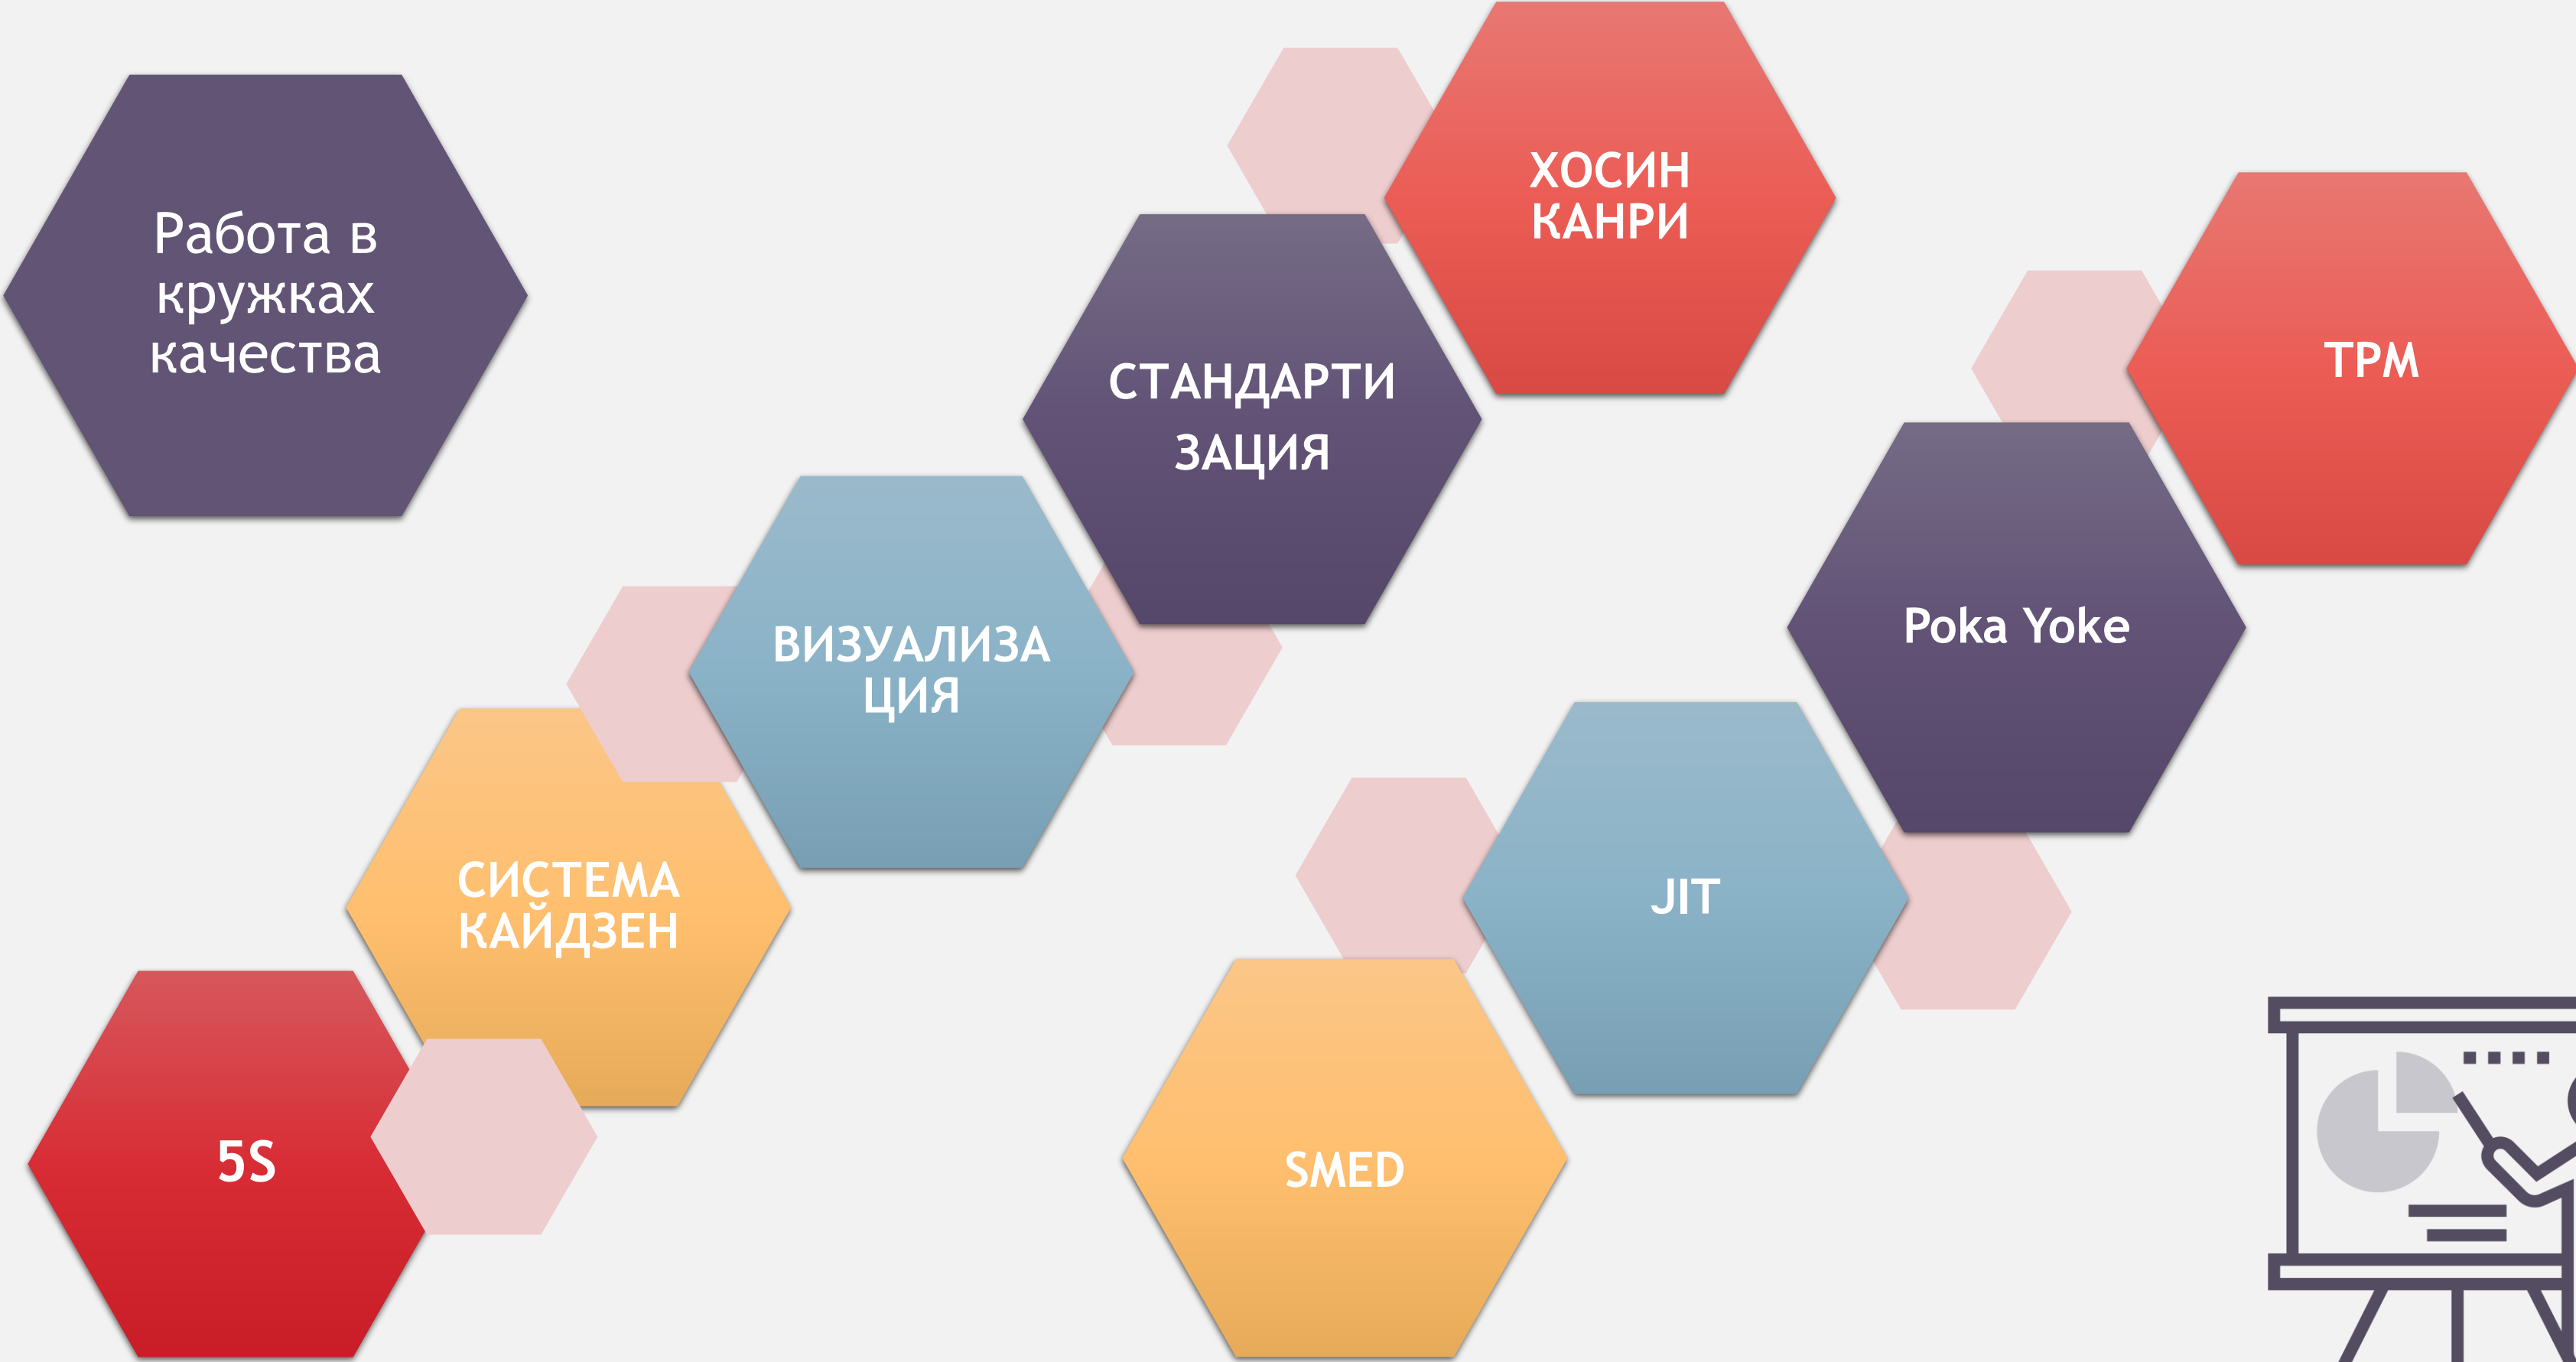 Работа в
кружках
качества
ХОСИН
КАНРИ
СТАНДАРТИ
ЗАЦИЯ
ВИЗУАЛИЗА
ЦИЯ
СИСТЕМА
КАЙДЗЕН
5S
TPM
Poka Yoke
JIT
SMED